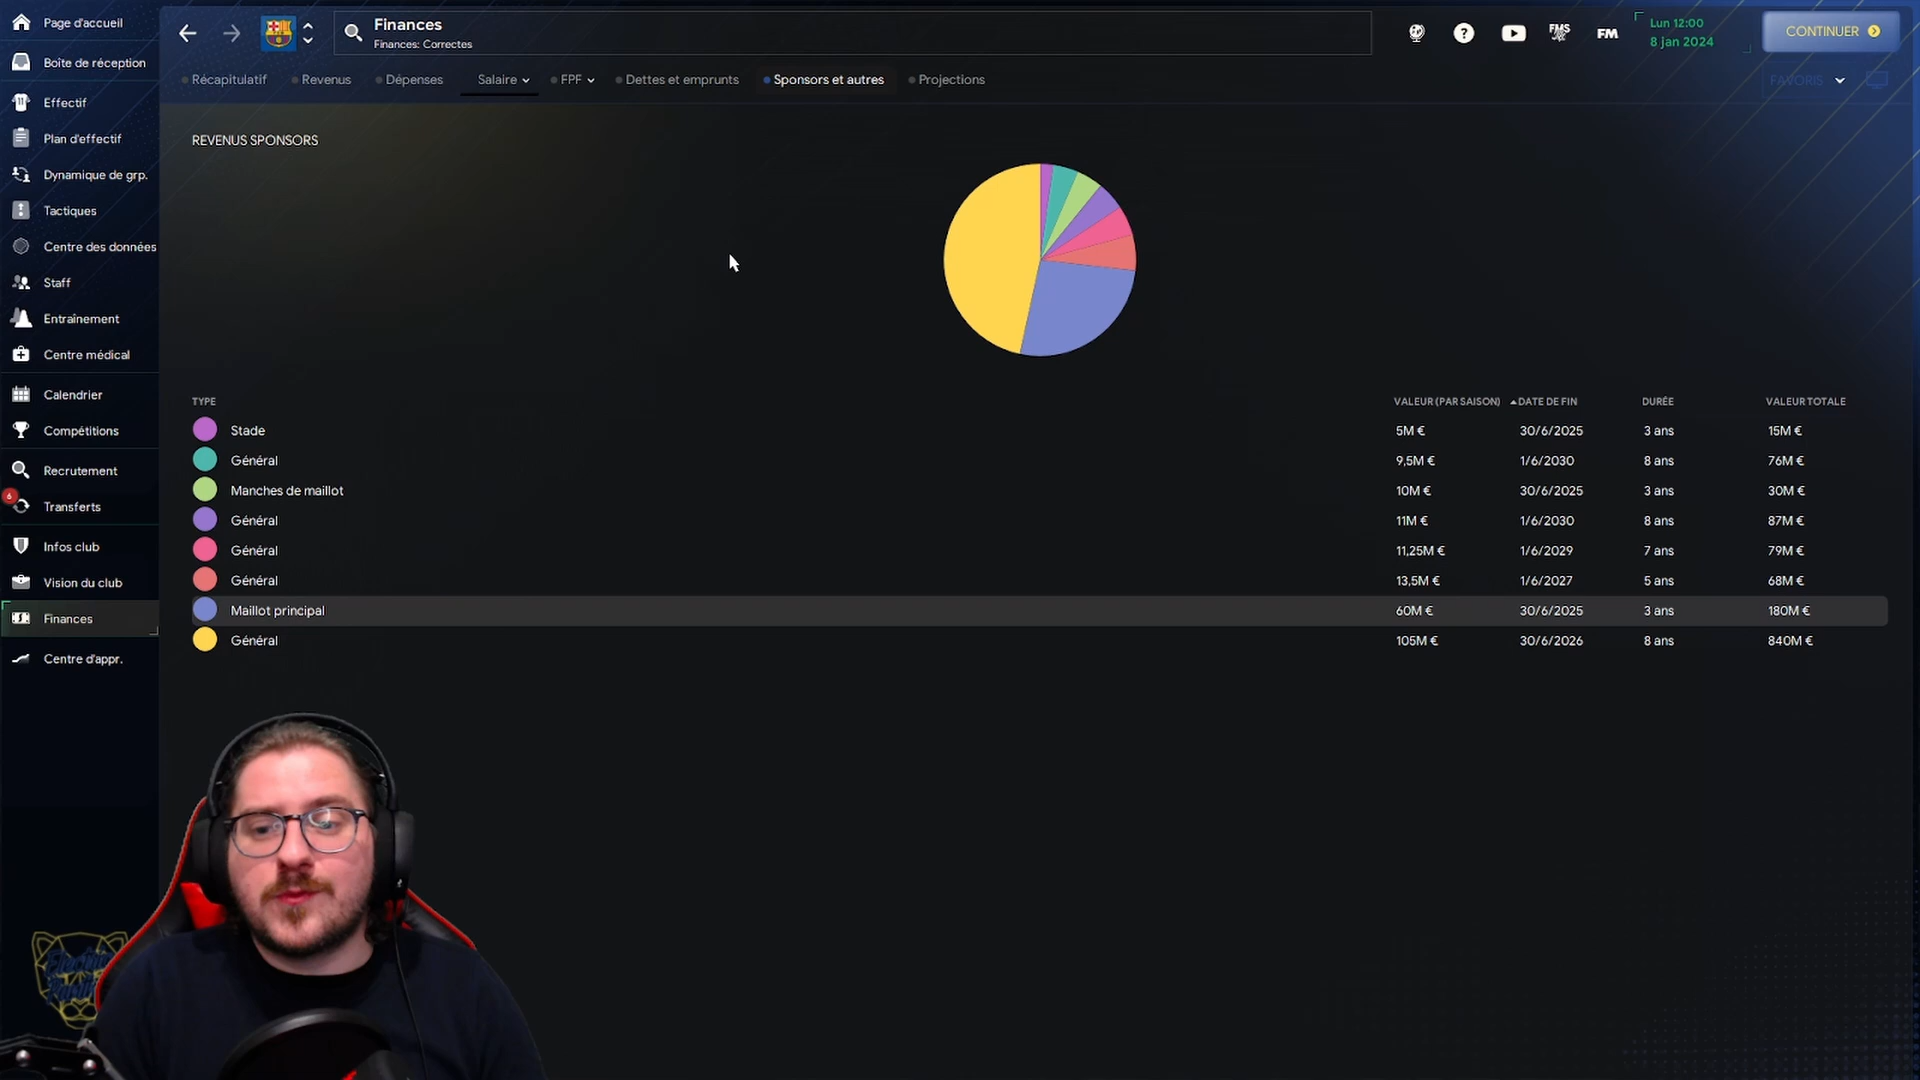 Page d'accueil
Boîte de réception
Effectif
Plan d'effectif
Dynamique de grp.
Tactiques
Centre des données
Staff
Entraînement
Centre médical
Calendrier
Compétitions
Recrutement
6
Transferts
Infos club
Vision du club
Finances
Centre d'appr.
Finances
Finances: Correctes
FMS
FM
Lun 12:00
8 jan 2024
CONTINUER
Récapitulatif Revenus Dépenses Salaire FPF Dettes et emprunts Sponsors et autres Projections
FAVORIS
REVENUS SPONSORS
TYPE VALEUR (PAR SAISON) DATE DE FIN DURÉE VALEUR TOTALE
Stade 5M € 30/6/2025 3 ans 15M €
Général 9,5M € 1/6/2030 8 ans 76M €
Manches de maillot 10M € 30/6/2025 3 ans 30M €
Général 11M € 1/6/2030 8 ans 87M €
Général 11,25M € 1/6/2029 7 ans 79M €
Général 13,5M € 1/6/2027 5 ans 68M €
Maillot principal 60M € 30/6/2025 3 ans 180M €
Général 105M € 30/6/2026 8 ans 840M €